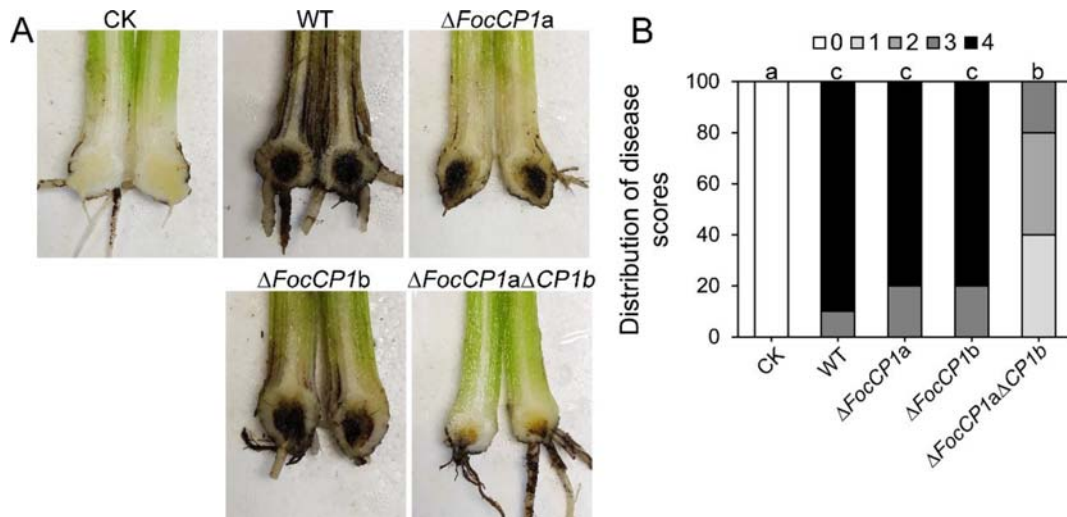 A
CK
WT
ΔFocCP1a
ΔFocCP1b
ΔFocCP1aΔCP1b
B
0 1 2 3 4
a c c c b
Distribution of disease
scores
100
80
60
40
20
0
CK
WT
ΔFocCP1a
ΔFocCP1b
ΔFocCP1aΔCP1b